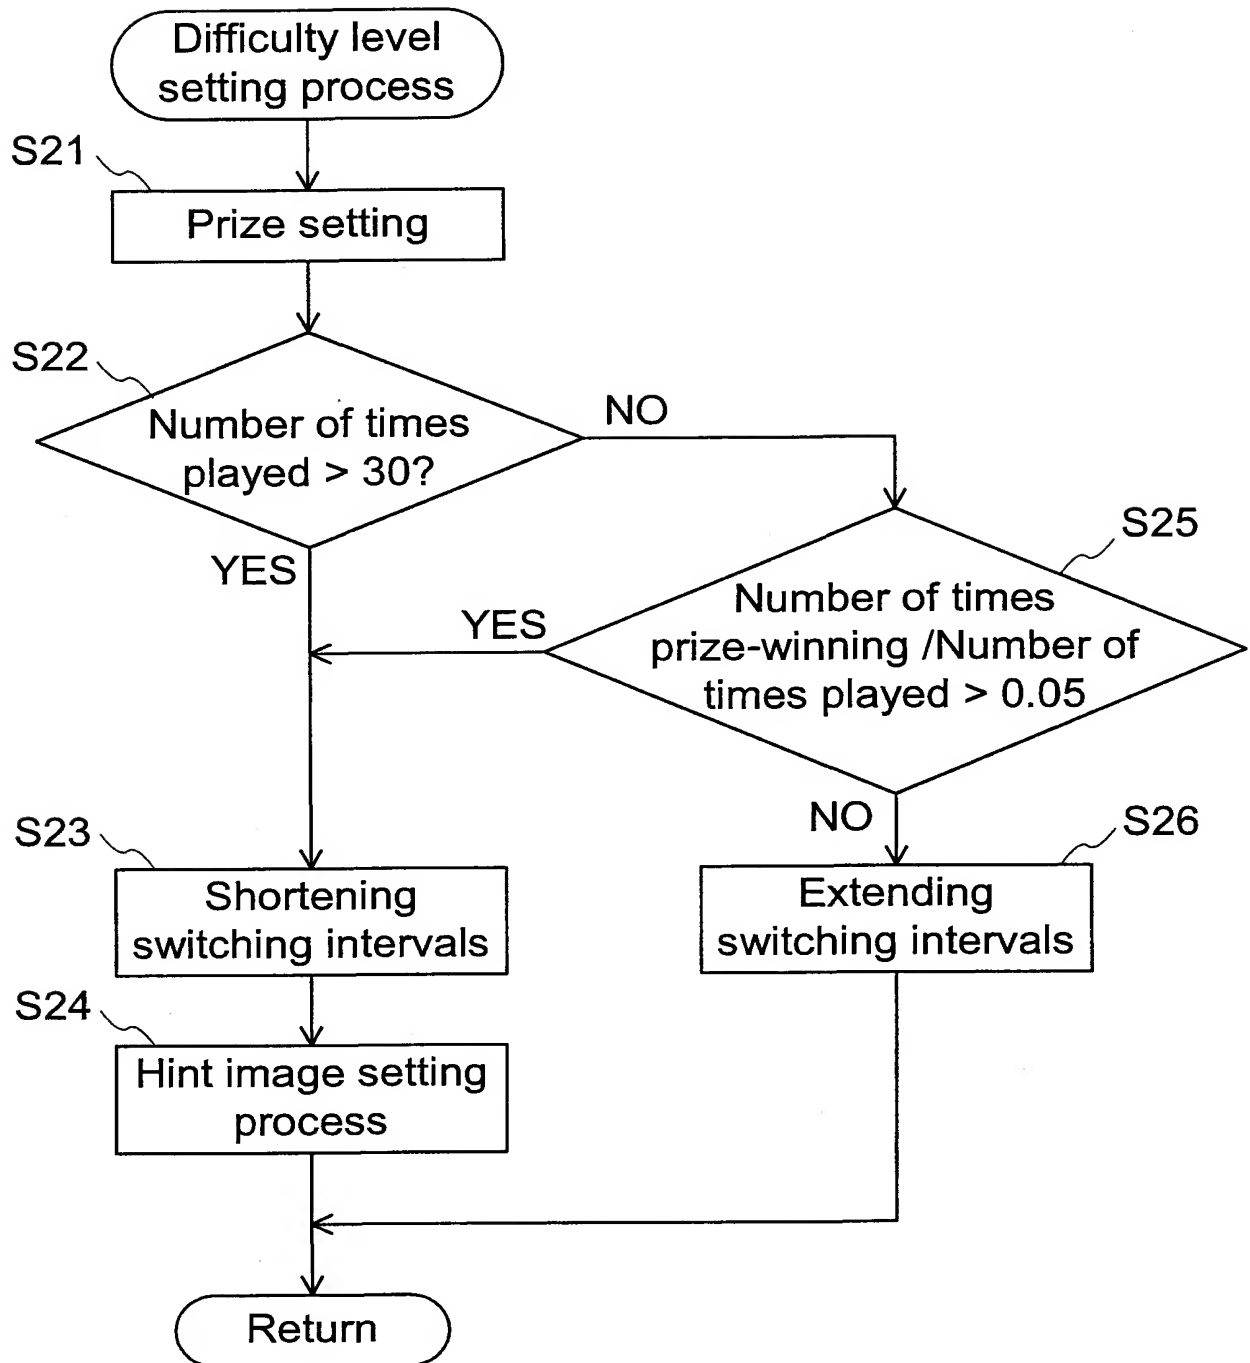 Difficulty level
setting process
S21
Prize setting
S22
Number of times
played > 30?
NO
YES
S25
Number of times
prize-winning /Number of
times played > 0.05
YES
NO
S23
Shortening
switching intervals
S26
Extending
switching intervals
S24
Hint image setting
process
Return